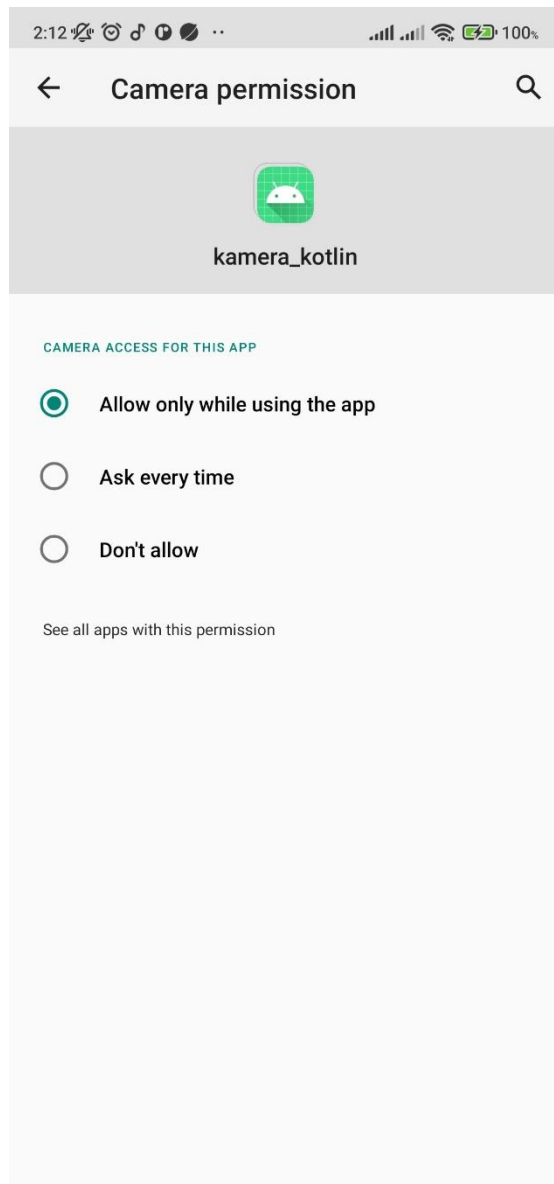 2:12 100%
Camera permission
kamera_kotlin
CAMERA ACCESS FOR THIS APP
Allow only while using the app
Ask every time
Don't allow
See all apps with this permission